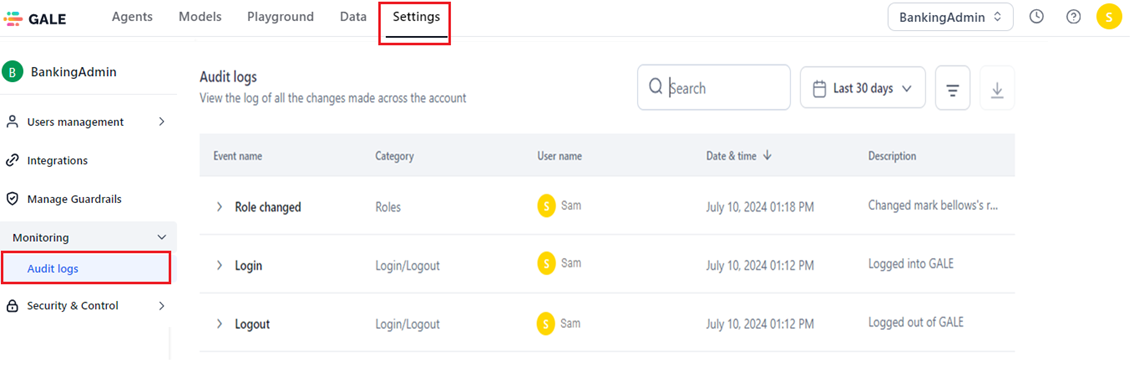 GALE
Agents Models Playground Data Settings
BankingAdmin
S
B BankingAdmin
Users management
Integrations
Manage Guardrails
Monitoring
Audit logs
Security & Control
Audit logs
View the log of all the changes made across the account
Search
Last 30 days
Event name Category User name Date & time Description
Role changed Roles S Sam July 10, 2024 01:18 PM Changed mark bellows's r...
Login Login/Logout S Sam July 10, 2024 01:12 PM Logged into GALE
Logout Login/Logout S Sam July 10, 2024 01:12 PM Logged out of GALE